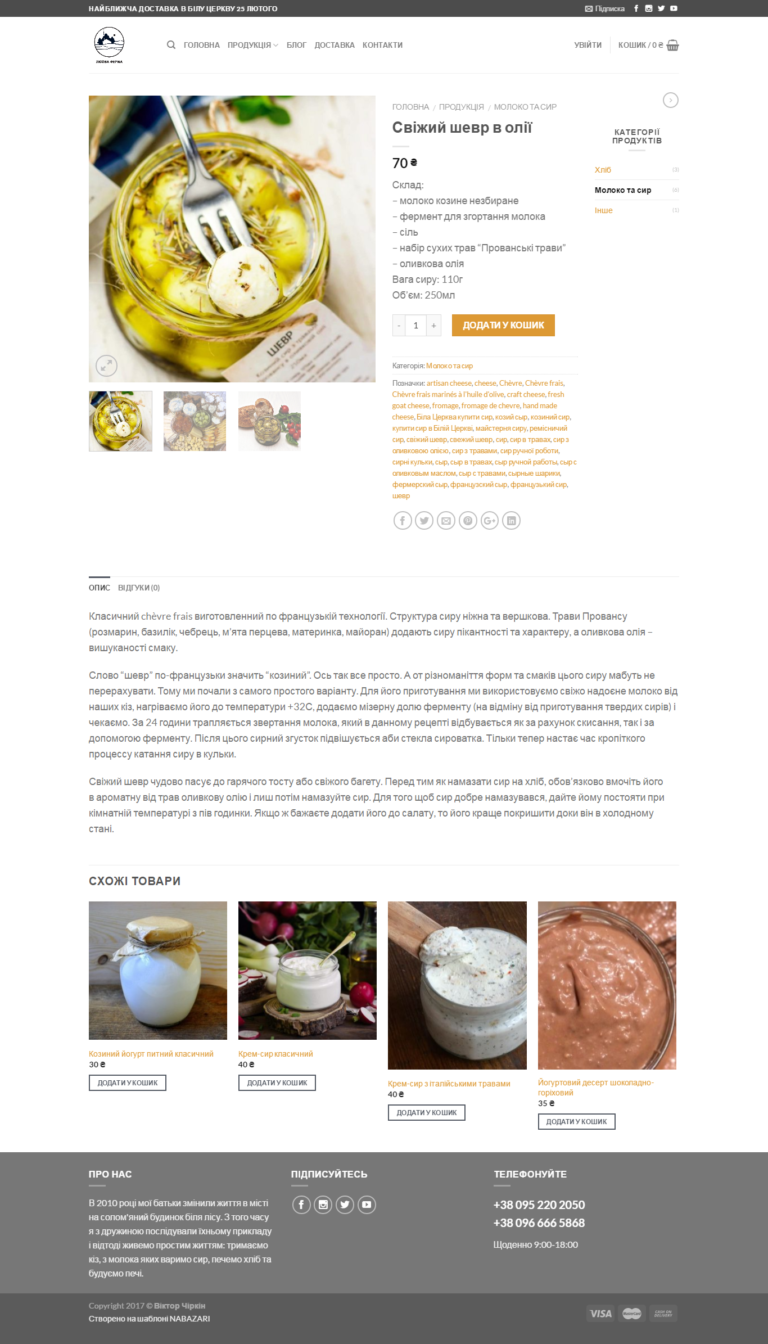 НАЙБЛИЖЧА ДОСТАВКА В БІЛУ ЦЕРКВУ 25 ЛЮТОГО
Підписка
ГОЛОВНА ПРОДУКЦІЯ БЛОГ ДОСТАВКА КОНТАКТИ
УВІЙТИ
КОШИК / 0 ₴
ГОЛОВНА / ПРОДУКЦІЯ / МОЛОКО ТА СИР
Свіжий шевр в олії
70 ₴
Склад:
– молоко козине незбиране
– фермент для згортання молока
– сіль
– набір сухих трав "Прованські трави"
– оливкова олія
Вага сиру: 110г
Об'єм: 250мл
- 1 +
ДОДАТИ У КОШИК
Категорія: Молоко та сир
Позначки: artisan cheese, cheese, Chèvre, Chèvre frais,
Chèvre frais marinés à l'huile d'olive, craft cheese, fresh
goat cheese, fromage, fromage de chevre, hand made
cheese, Біла Церква купити сир, козий сыр, козиний сир,
купити сир в Білій Церкві, майстерня сиру, ремісничий
сир, свіжий шевр, свежий шевр, сир, сир в травах, сир з
оливковою олією, сир з травами, сир ручної роботи,
сирні кульки, сыр, сыр в травах, сыр ручной работы, сыр с
оливковым маслом, сыр с травами, сырные шарики,
фермерский сыр, французский сыр, французький сир,
шевр
КАТЕГОРІЇ
ПРОДУКТІВ
Хліб
Молоко та сир
Інше
ШЕВР
ОПИС ВІДГУКИ (0)
Класичний chèvre frais виготовленний по французькій технології. Структура сиру ніжна та вершкова. Трави Провансу
(розмарин, базилік, чебрець, м'ята перцева, материнка, майоран) додають сиру пікантності та характеру, а оливкова олія –
вишуканості смаку.
Слово "шевр" по-французьки значить "козиний". Ось так все просто. А от різноманіття форм та смаків цього сиру мабуть не
перерахувати. Тому ми почали з самого простого варіанту. Для його приготування ми використовуємо свіжо надоєне молоко від
наших кіз, нагріваємо його до температури +32С, додаємо мізерну долю ферменту (на відміну від приготування твердих сирів) і
чекаємо. За 24 години трапляється звертання молока, який в данному рецепті відбувається як за рахунок скисання, так і за
допомогою ферменту. Після цього сирний згусток підвішується аби стекла сироватка. Тільки тепер настає час кропіткого
процессу катання сиру в кульки.
Свіжий шевр чудово пасує до гарячого тосту або свіжого багету. Перед тим як намазати сир на хліб, обов'язково вмочіть його
в ароматну від трав оливкову олію і лиш потім намазуйте сир. Для того щоб сир добре намазувався, дайте йому постояти при
кімнатній температурі з пів годинки. Якщо ж бажаєте додати його до салату, то його краще покришити доки він в холодному
стані.
СХОЖІ ТОВАРИ
Козиний йогурт питний класичний
30 ₴
ДОДАТИ У КОШИК
Крем-сир класичний
40 ₴
ДОДАТИ У КОШИК
Крем-сир з італійськими травами
40 ₴
ДОДАТИ У КОШИК
Йогуртовий десерт шоколадно-
горіховий
35 ₴
ДОДАТИ У КОШИК
ПРО НАС
В 2010 році мої батьки змінили життя в місті
на солом'яний будинок біля лісу. З того часу
я з дружиною послідували їхньому прикладу
і відтоді живемо простим життям: тримаємо
кіз, з молока яких варимо сир, печемо хліб та
будуємо печі.
ПІДПИСУЙТЕСЬ
ТЕЛЕФОНУЙТЕ
+38 095 220 2050
+38 096 666 5868
Щоденно 9:00-18:00
Copyright 2017 © Віктор Чіркін
Створено на шаблоні NABAZARI
VISA